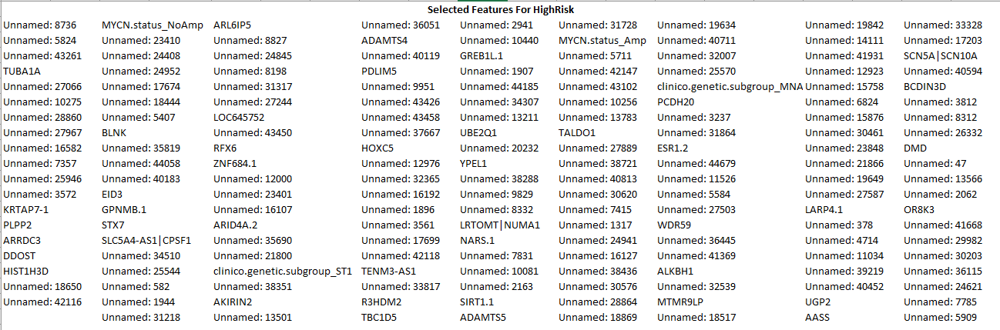 Selected Features For HighRisk
Unnamed: 8736 MYCN.status_NoAmp ARL6IP5 Unnamed: 36051 Unnamed: 2941 Unnamed: 31728 Unnamed: 19634 Unnamed: 19842 Unnamed: 33328
Unnamed: 5824 Unnamed: 23410 Unnamed: 8827 ADAMTS4 Unnamed: 10440 MYCN.status_Amp Unnamed: 40711 Unnamed: 14111 Unnamed: 17203
Unnamed: 43261 Unnamed: 24408 Unnamed: 24845 Unnamed: 40119 GREB1L.1 Unnamed: 5711 Unnamed: 32007 Unnamed: 41931 SCN5A|SCN10A
TUBA1A Unnamed: 24952 Unnamed: 8198 PDLIM5 Unnamed: 1907 Unnamed: 42147 Unnamed: 25570 Unnamed: 12923 Unnamed: 40594
Unnamed: 27066 Unnamed: 17674 Unnamed: 31317 Unnamed: 9951 Unnamed: 44185 Unnamed: 43102 clinico.genetic.subgroup_MNA Unnamed: 15758 BCDIN3D
Unnamed: 10275 Unnamed: 18444 Unnamed: 27244 Unnamed: 43426 Unnamed: 34307 Unnamed: 10256 PCDH20 Unnamed: 6824 Unnamed: 3812
Unnamed: 28860 Unnamed: 5407 LOC645752 Unnamed: 43458 Unnamed: 13211 Unnamed: 13783 Unnamed: 3237 Unnamed: 15876 Unnamed: 8312
Unnamed: 27967 BLNK Unnamed: 43450 Unnamed: 37667 UBE2Q1 TALDO1 Unnamed: 31864 Unnamed: 30461 Unnamed: 26332
Unnamed: 16582 Unnamed: 35819 RFX6 HOXC5 Unnamed: 20232 Unnamed: 27889 ESR1.2 Unnamed: 23848 DMD
Unnamed: 7357 Unnamed: 44058 ZNF684.1 Unnamed: 12976 YPEL1 Unnamed: 38721 Unnamed: 44679 Unnamed: 21866 Unnamed: 47
Unnamed: 25946 Unnamed: 40183 Unnamed: 12000 Unnamed: 32365 Unnamed: 38288 Unnamed: 40813 Unnamed: 11526 Unnamed: 19649 Unnamed: 13566
Unnamed: 3572 EID3 Unnamed: 23401 Unnamed: 16192 Unnamed: 9829 Unnamed: 30620 Unnamed: 5584 Unnamed: 27587 Unnamed: 2062
KRTAP7-1 GPNMB.1 Unnamed: 16107 Unnamed: 1896 Unnamed: 8332 Unnamed: 7415 Unnamed: 27503 LARP4.1 OR8K3
PLPP2 STX7 ARID4A.2 Unnamed: 3561 LRTOMT|NUMA1 Unnamed: 1317 WDR59 Unnamed: 378 Unnamed: 41668
ARRDC3 SLC5A4-AS1|CPSF1 Unnamed: 35690 Unnamed: 17699 NARS.1 Unnamed: 24941 Unnamed: 36445 Unnamed: 4714 Unnamed: 29982
DDOST Unnamed: 34510 Unnamed: 21800 Unnamed: 42118 Unnamed: 7831 Unnamed: 16127 Unnamed: 41369 Unnamed: 11034 Unnamed: 30203
HIST1H3D Unnamed: 25544 clinico.genetic.subgroup_ST1 TENM3-AS1 Unnamed: 10081 Unnamed: 38436 ALKBH1 Unnamed: 39219 Unnamed: 36115
Unnamed: 18650 Unnamed: 582 Unnamed: 38351 Unnamed: 33817 Unnamed: 2163 Unnamed: 30576 Unnamed: 32539 Unnamed: 40452 Unnamed: 24621
Unnamed: 42116 Unnamed: 1944 AKIRIN2 R3HDM2 SIRT1.1 Unnamed: 28864 MTMR9LP UGP2 Unnamed: 7785
Unnamed: 31218 Unnamed: 13501 TBC1D5 ADAMTS5 Unnamed: 18869 Unnamed: 18517 AASS Unnamed: 5909